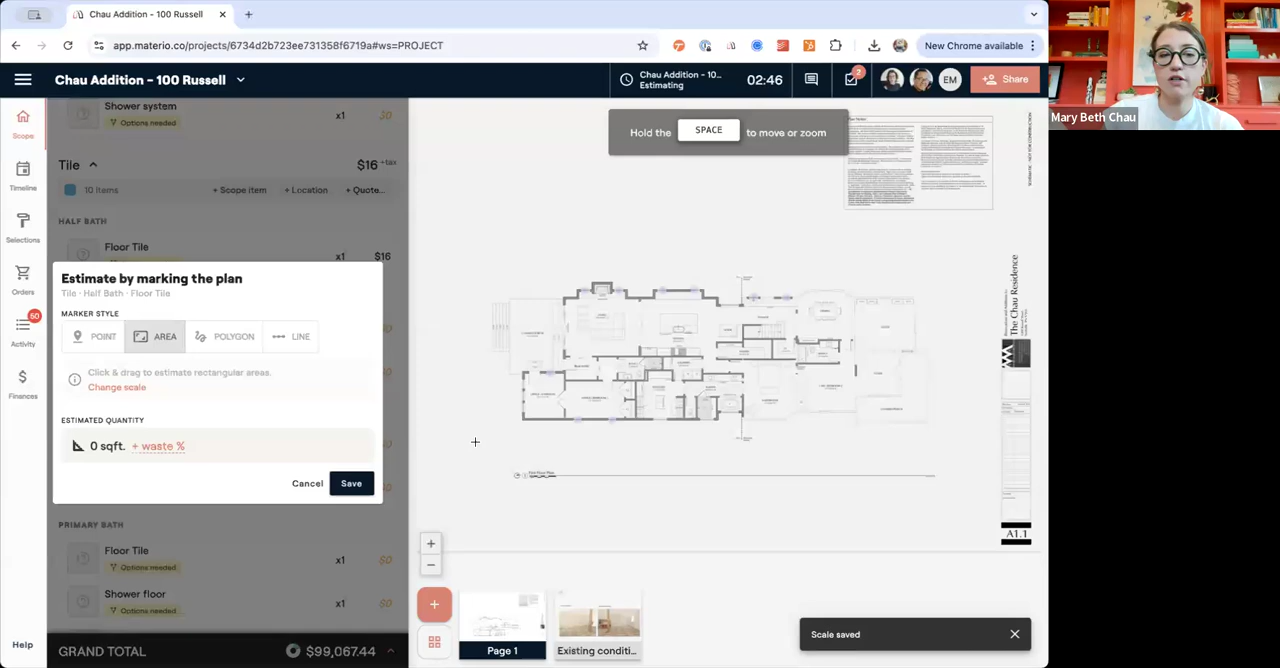 Chau Addition - 100 Russell
app.materio.co/projects/6734d2b723ee731358f6719a#ws=PROJECT
New Chrome available
Chau Addition - 100 Russell
Chau Addition - 10...
Estimating
02:46
2
EM
Share
Mary Beth Chau
Scope
Timeline
Selections
Orders
50
Activity
Finances
Help
Shower system
Options needed
x1
$0
Tile
$16 +tax
10 Items
+ Scope item
+ Location
+ Quote...
HALF BATH
Floor Tile
x1
$16
Estimate by marking the plan
Tile · Half Bath · Floor Tile
MARKER STYLE
POINT
AREA
POLYGON
LINE
Click & drag to estimate rectangular areas.
Change scale
ESTIMATED QUANTITY
0 sqft.
+ waste %
Cancel
Save
PRIMARY BATH
Floor Tile
Options needed
x1
$0
Shower floor
Options needed
x1
$0
GRAND TOTAL
$99,067.44
Hold the SPACE to move or zoom
The Chau Residence
A1.1
Page 1
Existing conditi...
Scale saved